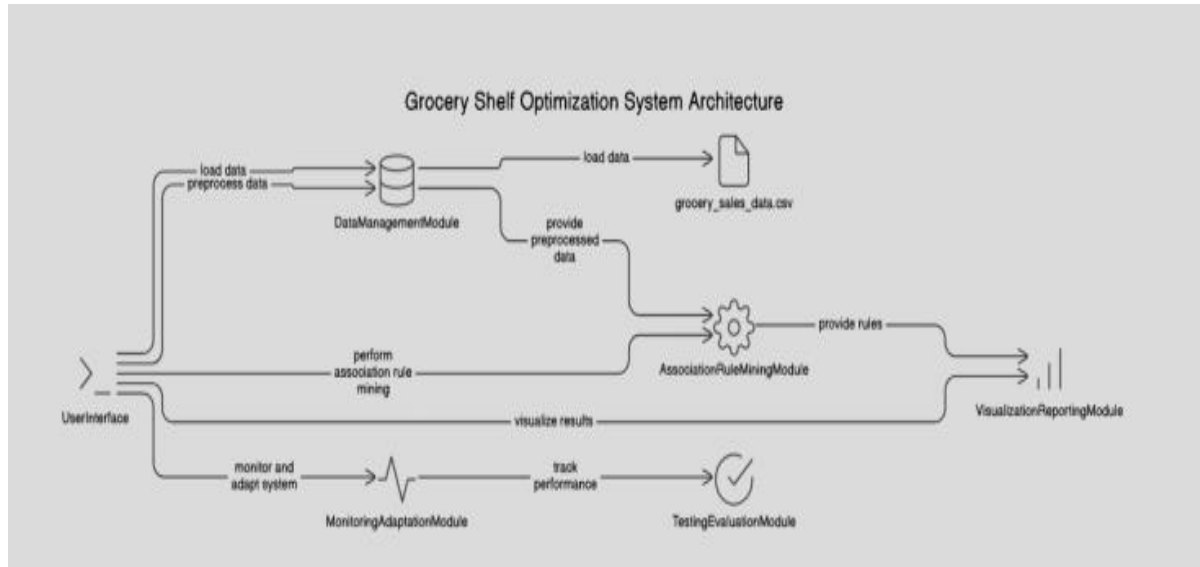 Grocery Shelf Optimization System Architecture
load data
preprocess data
load data
DataManagementModule
grocery_sales_data.csv
provide
preprocessed
data
provide rules
perform
association rule
mining
AssociationRuleMiningModule
UserInterface
VisualizationReportingModule
visualize results
monitor and
adapt system
track
performance
MonitoringAdaptationModule
TestingEvaluationModule